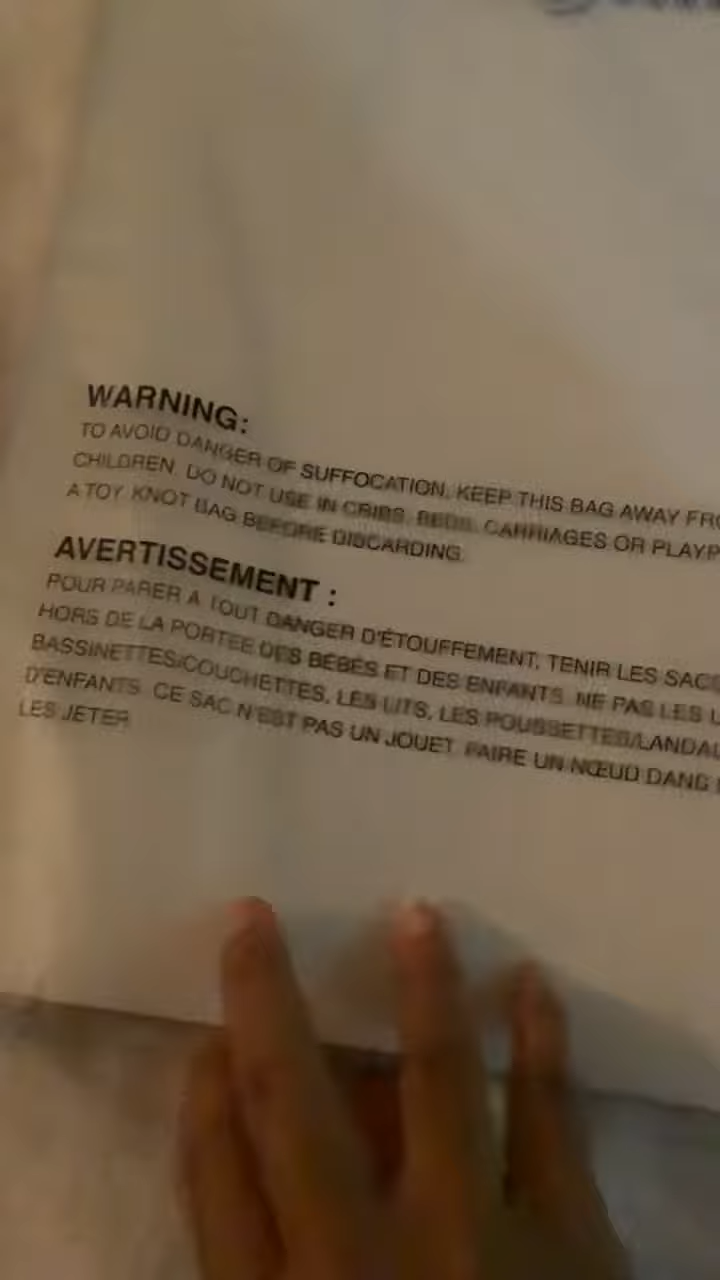 WARNING:
TO AVOID DANGER OF SUFFOCATION, KEEP THIS BAG AWAY
CHILDREN. DO NOT USE IN CRIBS, BEDS, CARRIAGES OR
A TOY. KNOT BAG BEFORE DISCARDING.
AVERTISSEMENT :
POUR PARER À TOUT DANGER D'ÉTOUFFEMENT, TENIR LES
HORS DE LA PORTEE DES BÉBÉS ET DES ENFANTS. NE PAS LES
BASSINETTES/COUCHETTES, LES LITS, LES POUSSETTES/
D'ENFANTS. CE SAC N'EST PAS UN JOUET. FAIRE UN NŒUD DANS
LES JETER